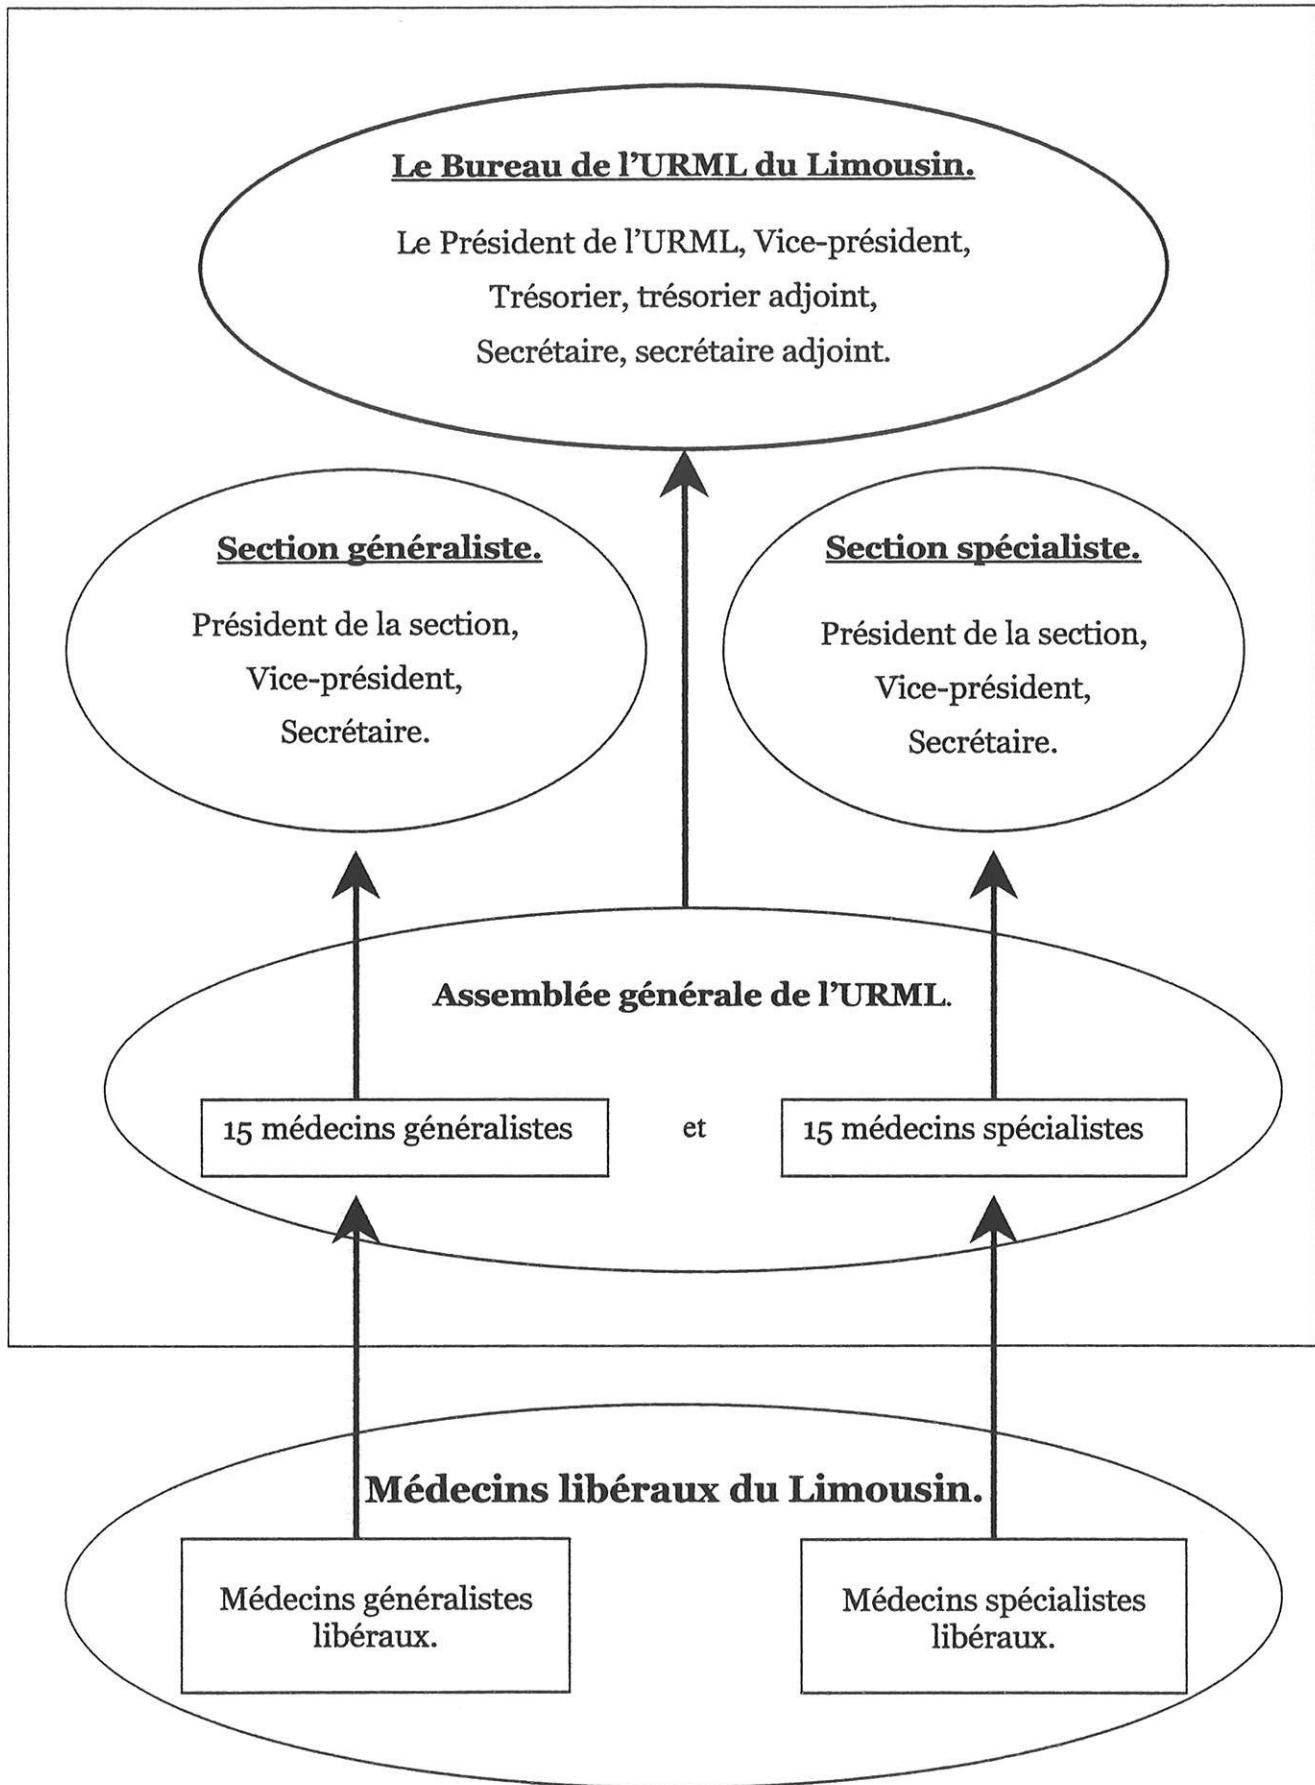 Le Bureau de l'URML du Limousin.
Le Président de l'URML, Vice-président,
Trésorier, trésorier adjoint,
Secrétaire, secrétaire adjoint.
Section généraliste.
Président de la section,
Vice-président,
Secrétaire.
Section spécialiste.
Président de la section,
Vice-président,
Secrétaire.
Assemblée générale de l'URML.
15 médecins généralistes
et
15 médecins spécialistes
Médecins libéraux du Limousin.
Médecins généralistes
libéraux.
Médecins spécialistes
libéraux.